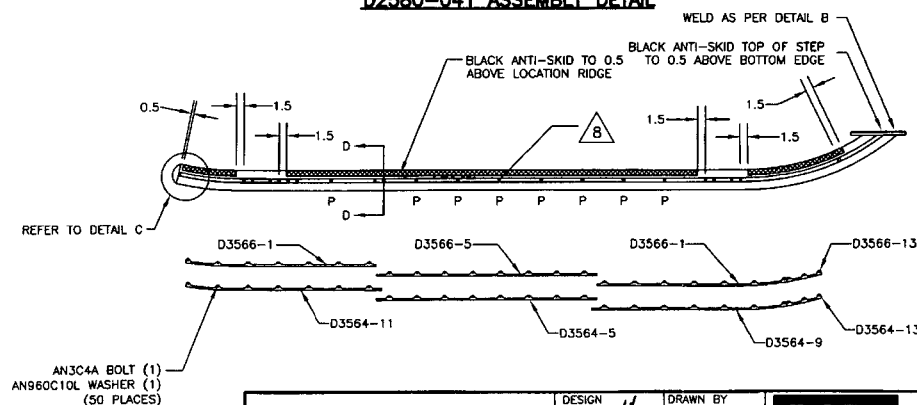 D2580-041 ASSEMBLY DETAIL
WELD AS PER DETAIL B
BLACK ANTI-SKID TO 0.5
ABOVE LOCATION RIDGE
BLACK ANTI-SKID TOP OF STEP
TO 0.5 ABOVE BOTTOM EDGE
0.5
1.5
1.5
1.5
1.5
1.5
8
D
D
P P P P P P P P
REFER TO DETAIL C
D3566-1
D3566-5
D3566-1
D3566-13
D3564-11
D3564-5
D3564-9
D3564-13
AN3C4A BOLT (1)
AN960C10L WASHER (1)
(50 PLACES)
DESIGN
DRAWN BY